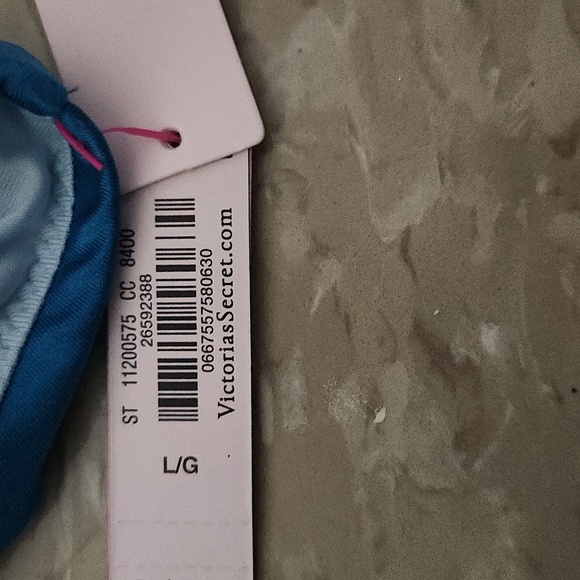 ST 11200575 CC 8400
26592388
0667557580630
VictoriasSecret.com
L/G